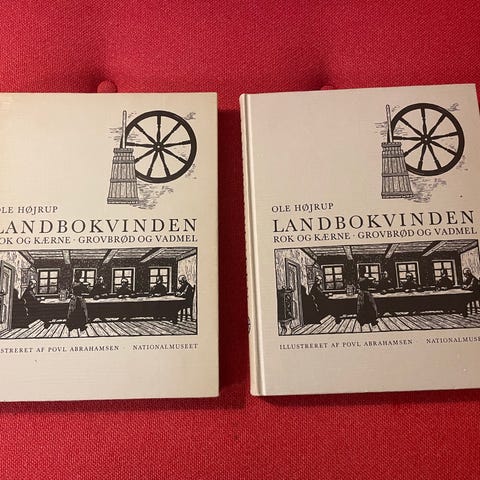 OLE HØJRUP
LANDBOKVINDEN
ROK OG KÆRNE · GROVBRØD OG VADMEL
ILLUSTRERET AF POVL ABRAHAMSEN · NATIONALMUSEET
OLE HØJRUP
LANDBOKVINDEN
ROK OG KÆRNE · GROVBRØD OG VADMEL
ILLUSTRERET AF POVL ABRAHAMSEN · NATIONALMUSEET